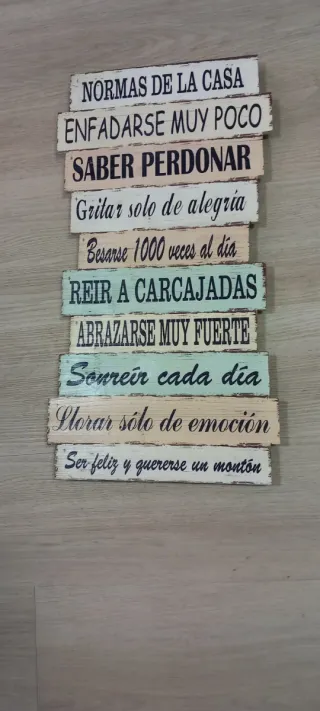 NORMAS DE LA CASA
ENFADARSE MUY POCO
SABER PERDONAR
Gritar solo de alegría
Besarse 1000 veces al día
REIR A CARCAJADAS
ABRAZARSE MUY FUERTE
Sonreír cada día
Llorar sólo de emoción
Ser feliz y quererse un montón